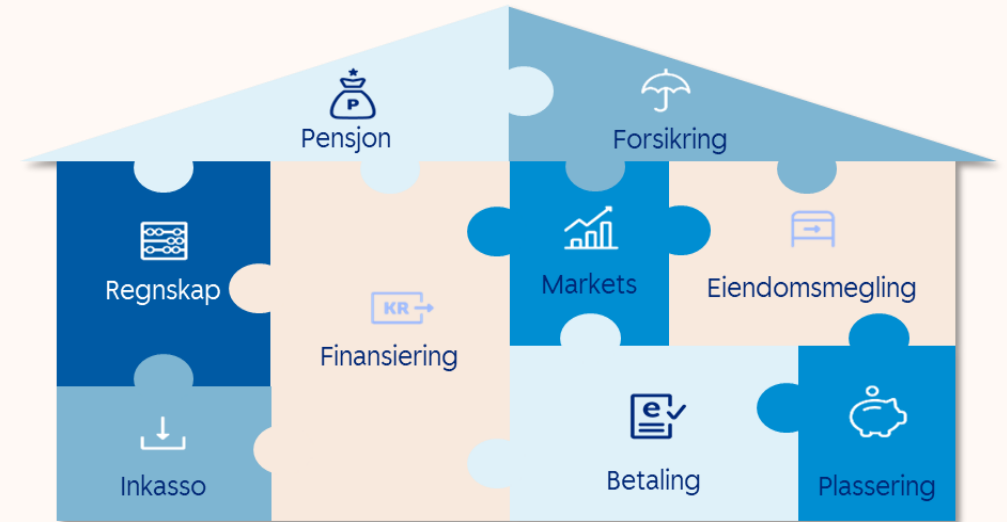 P
Pensjon
Forsikring
Regnskap
KR
Finansiering
Markets
Eiendomsmegling
Inkasso
e
Betaling
Plassering